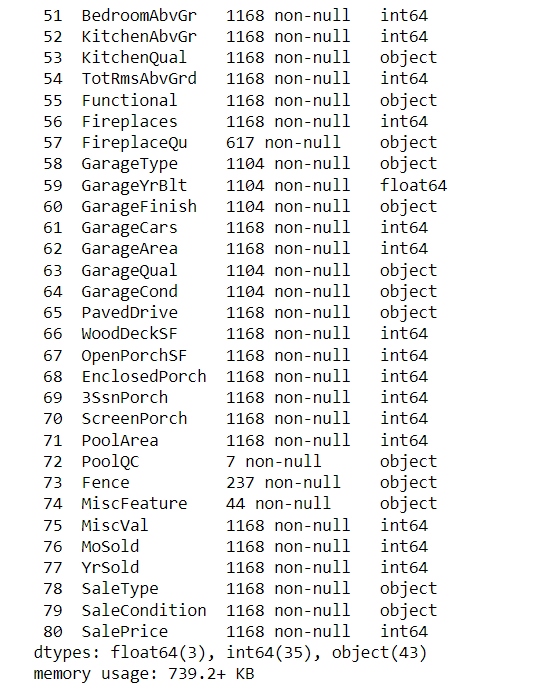 51 BedroomAbvGr 1168 non-null int64
52 KitchenAbvGr 1168 non-null int64
53 KitchenQual 1168 non-null object
54 TotRmsAbvGrd 1168 non-null int64
55 Functional 1168 non-null object
56 Fireplaces 1168 non-null int64
57 FireplaceQu 617 non-null object
58 GarageType 1104 non-null object
59 GarageYrBlt 1104 non-null float64
60 GarageFinish 1104 non-null object
61 GarageCars 1168 non-null int64
62 GarageArea 1168 non-null int64
63 GarageQual 1104 non-null object
64 GarageCond 1104 non-null object
65 PavedDrive 1168 non-null object
66 WoodDeckSF 1168 non-null int64
67 OpenPorchSF 1168 non-null int64
68 EnclosedPorch 1168 non-null int64
69 3SsnPorch 1168 non-null int64
70 ScreenPorch 1168 non-null int64
71 PoolArea 1168 non-null int64
72 PoolQC 7 non-null object
73 Fence 237 non-null object
74 MiscFeature 44 non-null object
75 MiscVal 1168 non-null int64
76 MoSold 1168 non-null int64
77 YrSold 1168 non-null int64
78 SaleType 1168 non-null object
79 SaleCondition 1168 non-null object
80 SalePrice 1168 non-null int64
dtypes: float64(3), int64(35), object(43)
memory usage: 739.2+ KB